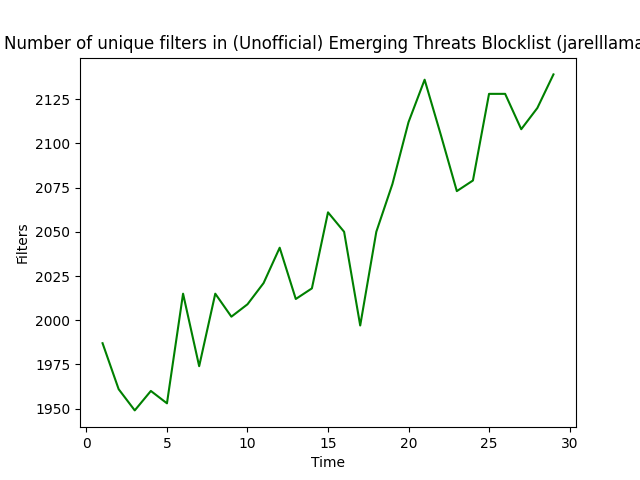 Number of unique filters in (Unofficial) Emerging Threats Blocklist (jarelllama
2125
2100
2075
2050
2025
2000
1975
1950
Filters
0 5 10 15 20 25 30
Time